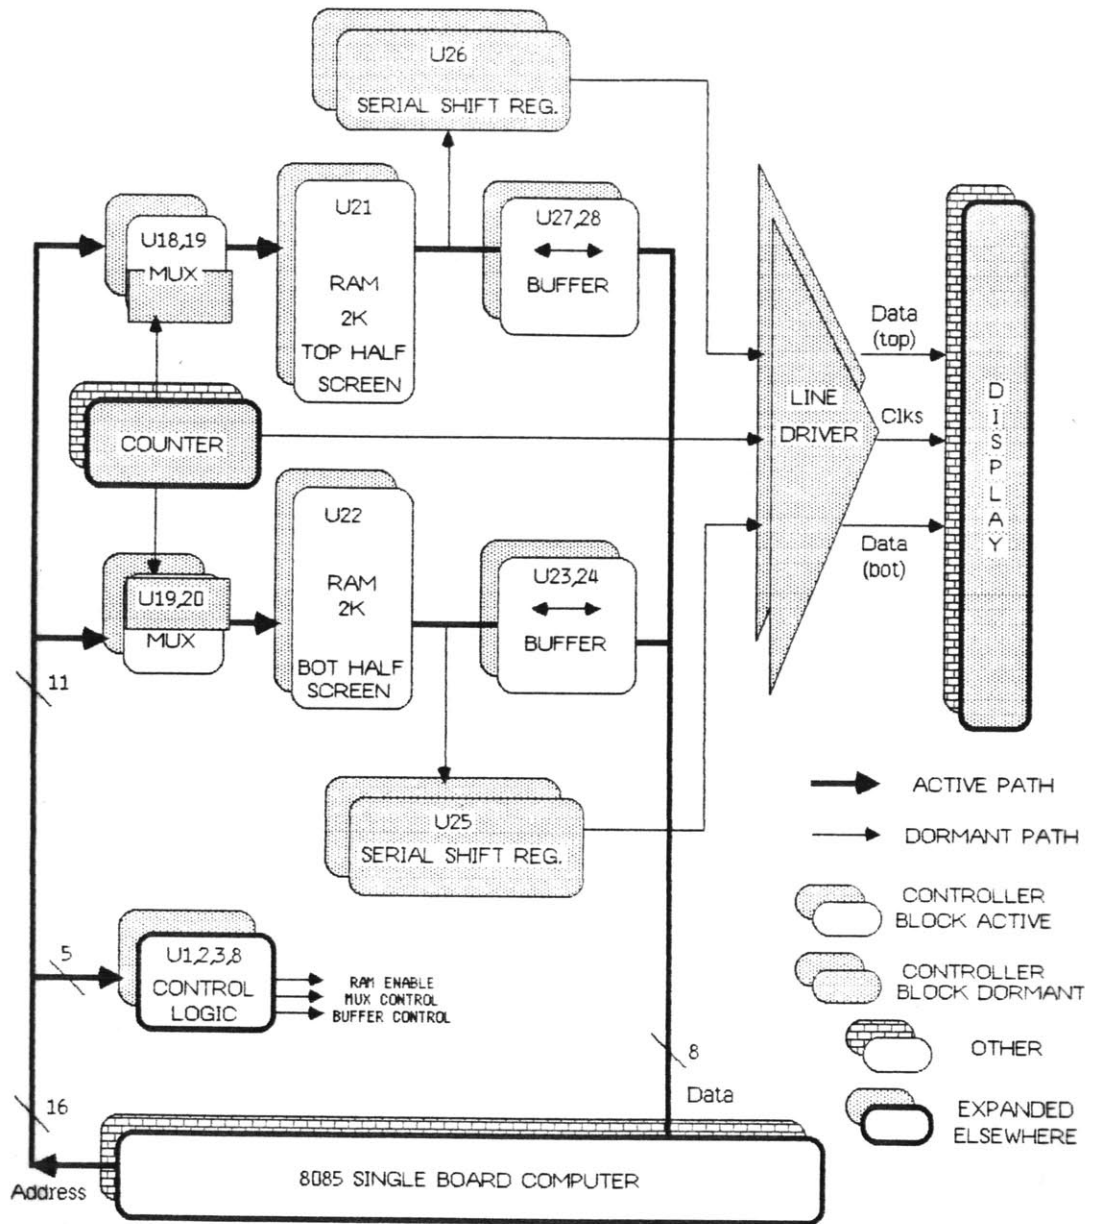 U26
SERIAL SHIFT REG.
U18,19
MUX
U21
RAM
2K
TOP HALF
SCREEN
U27,28
BUFFER
COUNTER
LINE
DRIVER
Data
(top)
Clks
Data
(bot)
DISPLAY
U19,20
MUX
U22
RAM
2K
BOT HALF
SCREEN
U23,24
BUFFER
11
U25
SERIAL SHIFT REG.
ACTIVE PATH
DORMANT PATH
CONTROLLER
BLOCK ACTIVE
CONTROLLER
BLOCK DORMANT
OTHER
EXPANDED
ELSEWHERE
5
U1,2,3,8
CONTROL
LOGIC
RAM ENABLE
MUX CONTROL
BUFFER CONTROL
8
Data
16
Address
8085 SINGLE BOARD COMPUTER